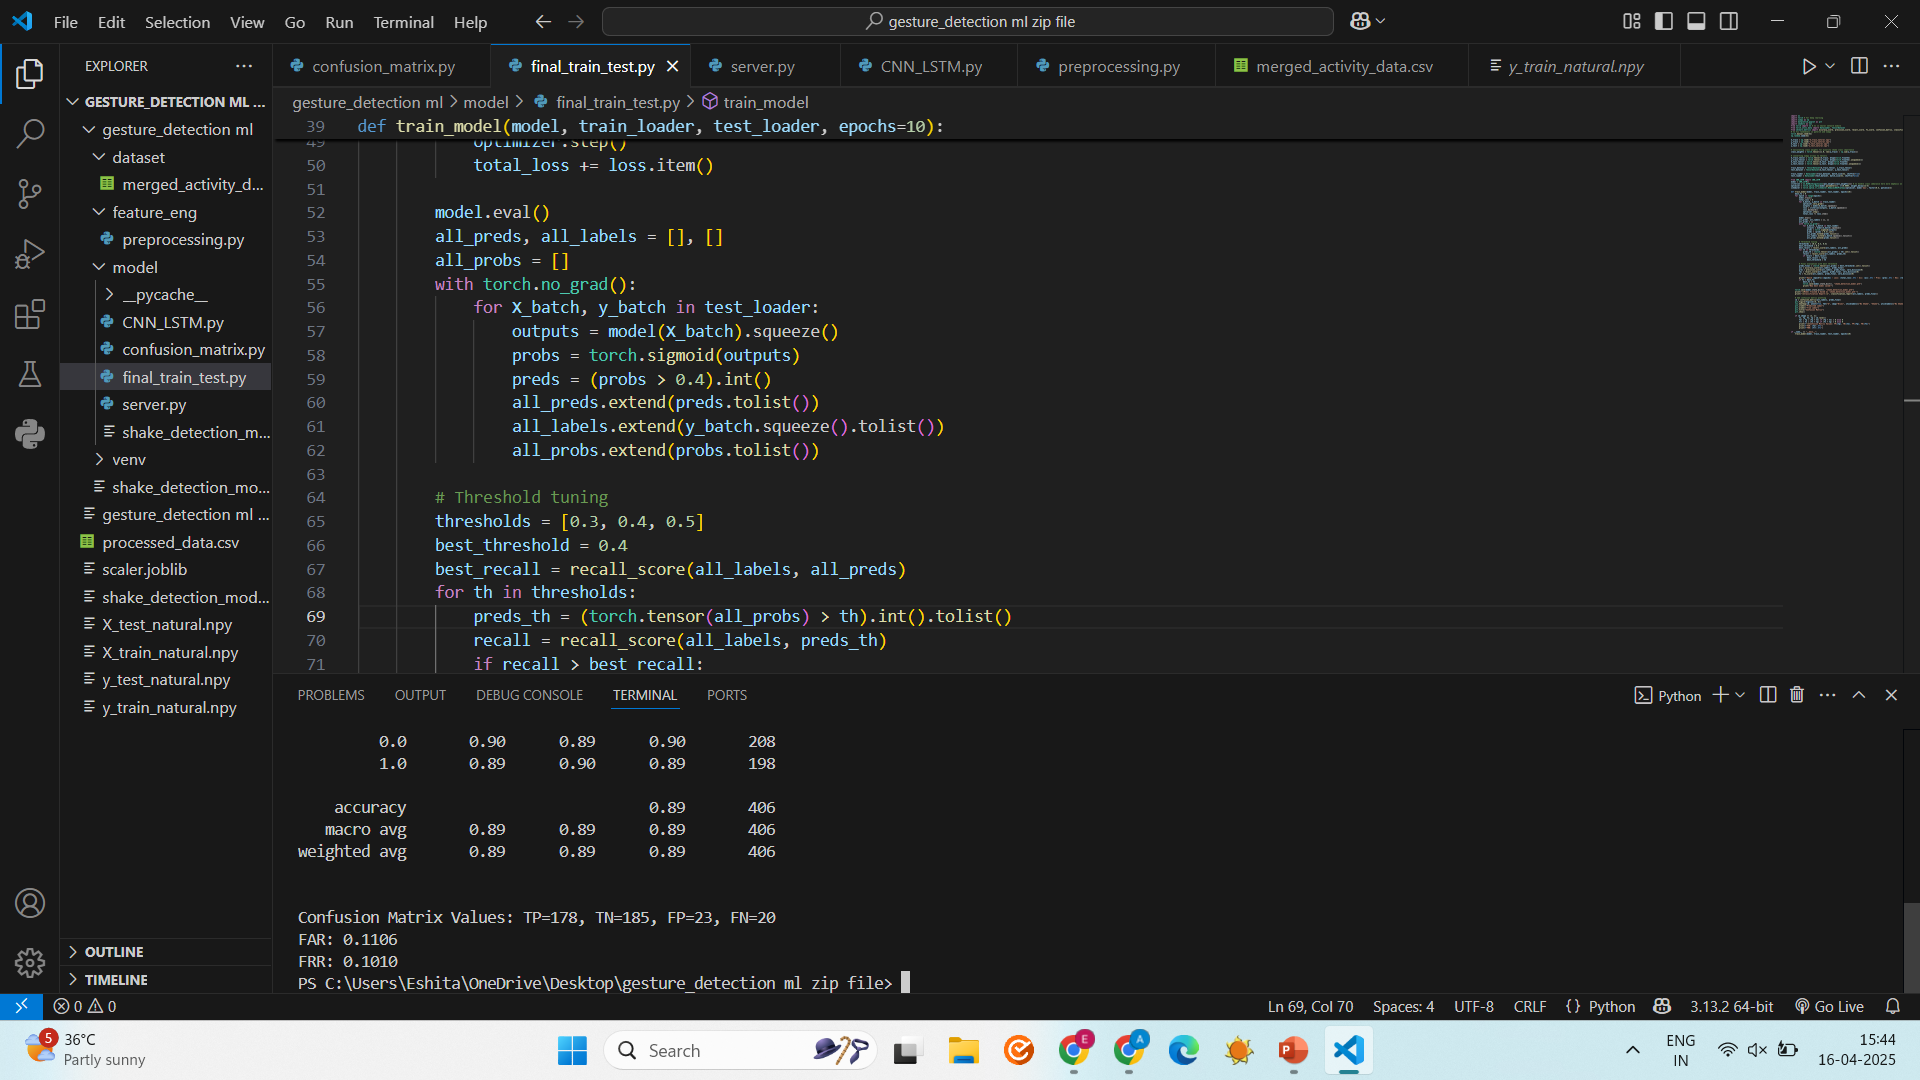 File Edit Selection View Go Run Terminal Help
gesture_detection ml zip file
EXPLORER
GESTURE_DETECTION ML ...
gesture_detection ml
dataset
merged_activity_d...
feature_eng
preprocessing.py
model
__pycache__
CNN_LSTM.py
confusion_matrix.py
final_train_test.py
server.py
shake_detection_m...
venv
shake_detection_mo...
gesture_detection ml ...
processed_data.csv
scaler.joblib
shake_detection_mod...
X_test_natural.npy
X_train_natural.npy
y_test_natural.npy
y_train_natural.npy
OUTLINE
TIMELINE
confusion_matrix.py final_train_test.py server.py CNN_LSTM.py preprocessing.py merged_activity_data.csv y_train_natural.npy
gesture_detection ml > model > final_train_test.py > train_model
39 def train_model(model, train_loader, test_loader, epochs=10):
49 optimizer.step()
50 total_loss += loss.item()
51
52 model.eval()
53 all_preds, all_labels = [], []
54 all_probs = []
55 with torch.no_grad():
56 for X_batch, y_batch in test_loader:
57 outputs = model(X_batch).squeeze()
58 probs = torch.sigmoid(outputs)
59 preds = (probs > 0.4).int()
60 all_preds.extend(preds.tolist())
61 all_labels.extend(y_batch.squeeze().tolist())
62 all_probs.extend(probs.tolist())
63
64 # Threshold tuning
65 thresholds = [0.3, 0.4, 0.5]
66 best_threshold = 0.4
67 best_recall = recall_score(all_labels, all_preds)
68 for th in thresholds:
69 preds_th = (torch.tensor(all_probs) > th).int().tolist()
70 recall = recall_score(all_labels, preds_th)
71 if recall > best_recall:
PROBLEMS OUTPUT DEBUG CONSOLE TERMINAL PORTS
Python
0.0 0.90 0.89 0.90 208
1.0 0.89 0.90 0.89 198
accuracy 0.89 406
macro avg 0.89 0.89 0.89 406
weighted avg 0.89 0.89 0.89 406
Confusion Matrix Values: TP=178, TN=185, FP=23, FN=20
FAR: 0.1106
FRR: 0.1010
PS C:\Users\Eshita\OneDrive\Desktop\gesture_detection ml zip file>
0 0 Ln 69, Col 70 Spaces: 4 UTF-8 CRLF {} Python 3.13.2 64-bit Go Live
5
36°C
Partly sunny
Search
E
A
P
ENG
IN
15:44
16-04-2025